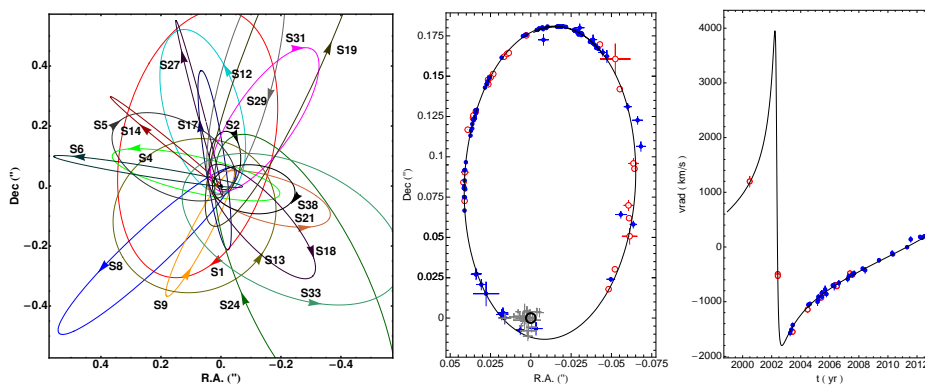 Dec (")
0.4
0.2
0.0
−0.2
−0.4
0.4
0.2
0.0
−0.2
−0.4
R.A. (")
S31
S19
S27
S12
S29
S5
S17
S2
S14
S6
S4
S38
S21
S18
S8
S13
S1
S9
S24
S33
Dec (")
0.175
0.15
0.125
0.1
0.075
0.05
0.025
0
0.05
0.025
0
-0.025
-0.05
-0.075
R.A. (")
vrad ( km/s)
4000
3000
2000
1000
0
−1000
−2000
2000
2002
2004
2006
2008
2010
t ( yr)